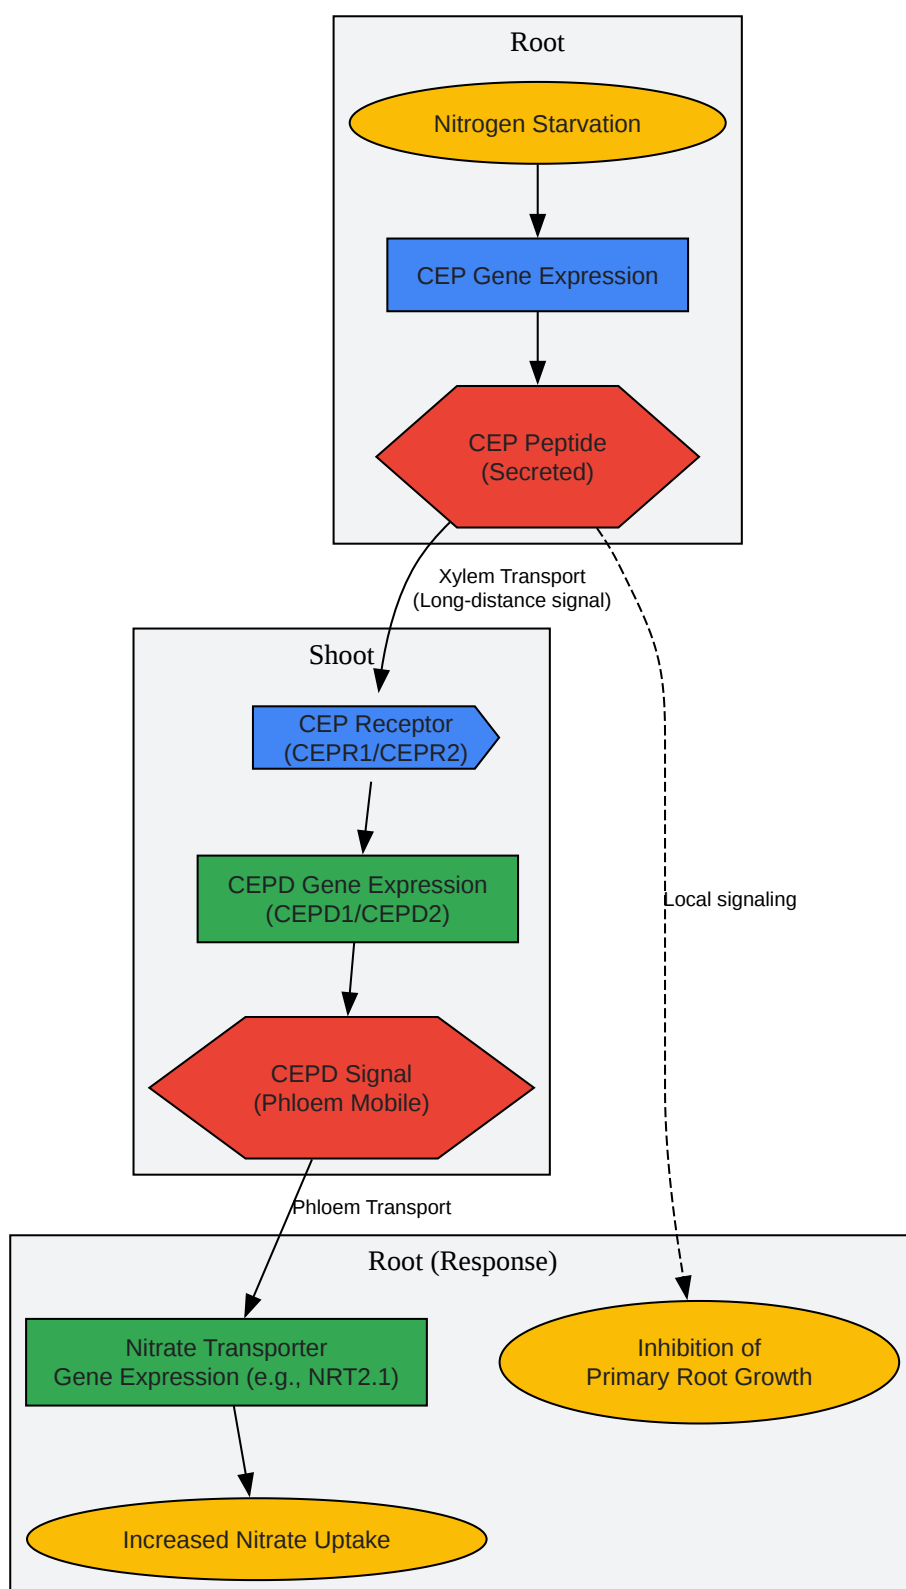 Root
Nitrogen Starvation
CEP Gene Expression
CEP Peptide
(Secreted)
Xylem Transport
(Long-distance signal)
Shoot
CEP Receptor
(CEPR1/CEPR2)
CEPD Gene Expression
(CEPD1/CEPD2)
Local signaling
CEPD Signal
(Phloem Mobile)
Phloem Transport
Root (Response)
Nitrate Transporter
Gene Expression (e.g., NRT2.1)
Inhibition of
Primary Root Growth
Increased Nitrate Uptake